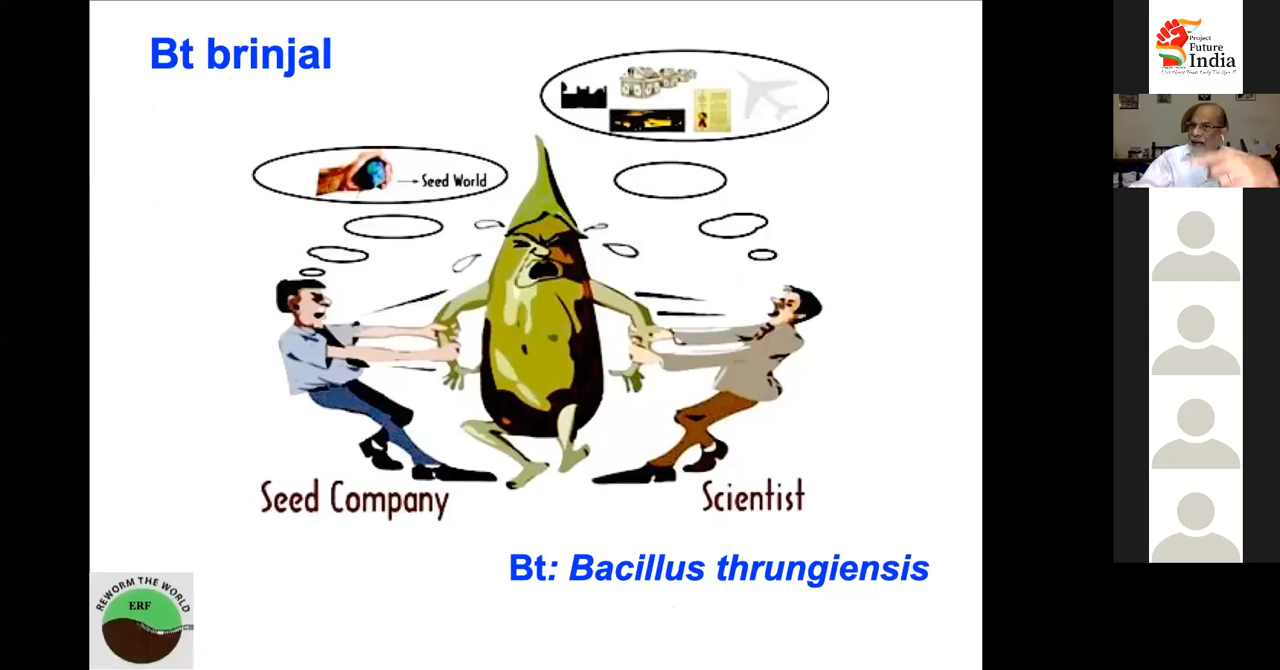 Bt brinjal
Seed World
Seed Company
Scientist
Bt: Bacillus thrungiensis
REWORM THE WORLD
ERF
Project
Future
India